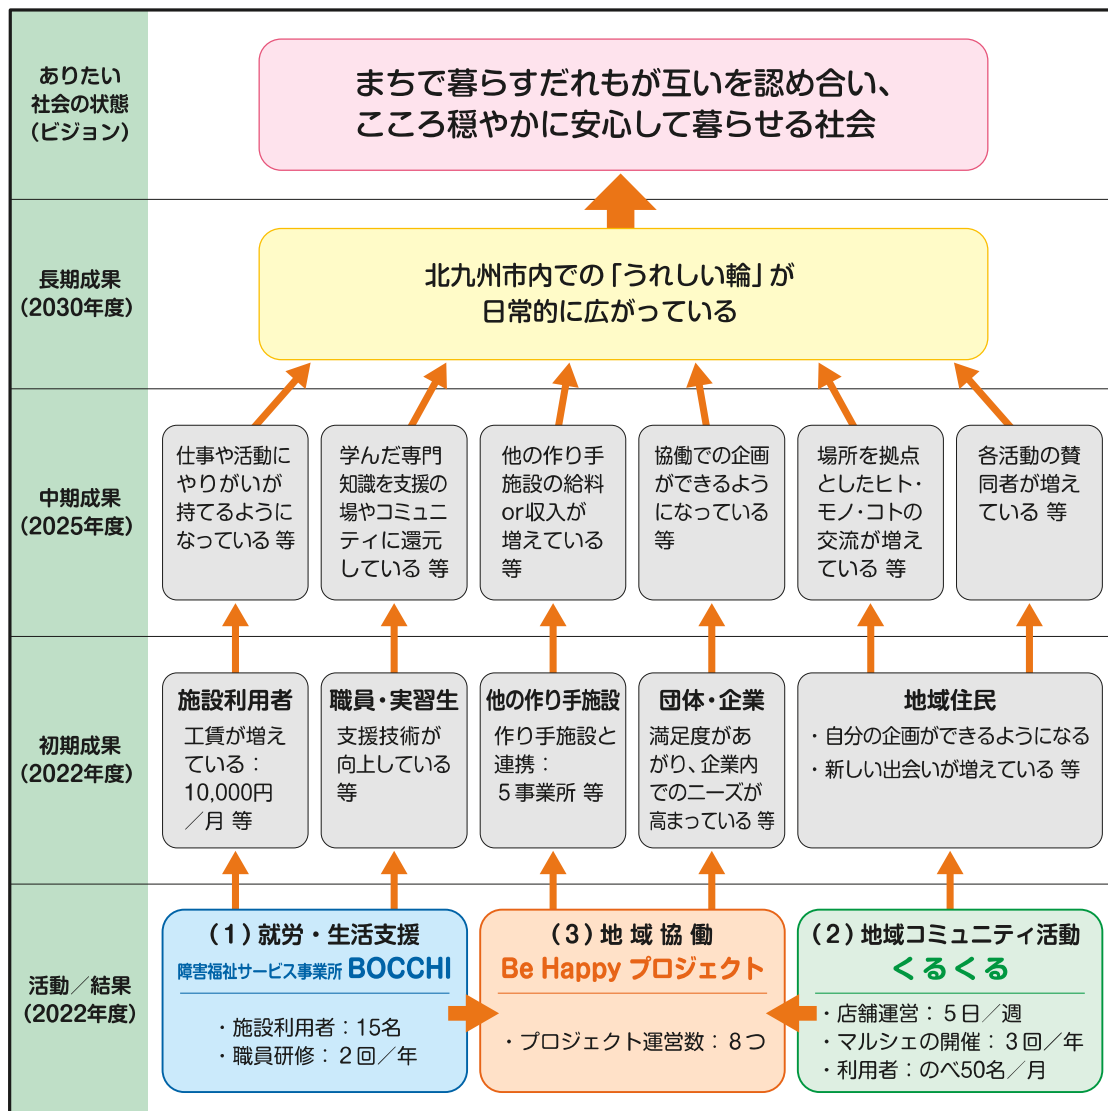 ありたい
社会の状態
（ビジョン）
まちで暮らすだれもが互いを認め合い、
こころ穏やかに安心して暮らせる社会
長期成果
（2030年度）
北九州市内での「うれしい輪」が
日常的に広がっている
中期成果
（2025年度）
仕事や活動に
やりがいが
持てるように
なっている 等
学んだ専門
知識を支援の
場やコミュニ
ティに還元
している 等
他の作り手
施設の給料
or収入が
増えている
等
協働での企画
ができるよう
になっている
等
場所を拠点
としたヒト・
モノ・コトの
交流が増え
ている 等
各活動の賛
同者が増え
ている 等
初期成果
（2022年度）
施設利用者
工賃が増え
ている：
10,000円
／月 等
職員・実習生
支援技術が
向上している
等
他の作り手施設
作り手施設と
連携：
５事業所 等
団体・企業
満足度があ
がり、企業内
でのニーズが
高まっている 等
地域住民
・自分の企画ができるようになる
・新しい出会いが増えている 等
活動／結果
（2022年度）
（１）就労・生活支援
障害福祉サービス事業所 BOCCHI
・施設利用者：15名
・職員研修：２回／年
（３）地域協働
Be Happy プロジェクト
・プロジェクト運営数：８つ
（２）地域コミュニティ活動
くるくる
・店舗運営：５日／週
・マルシェの開催：３回／年
・利用者：のべ50名／月